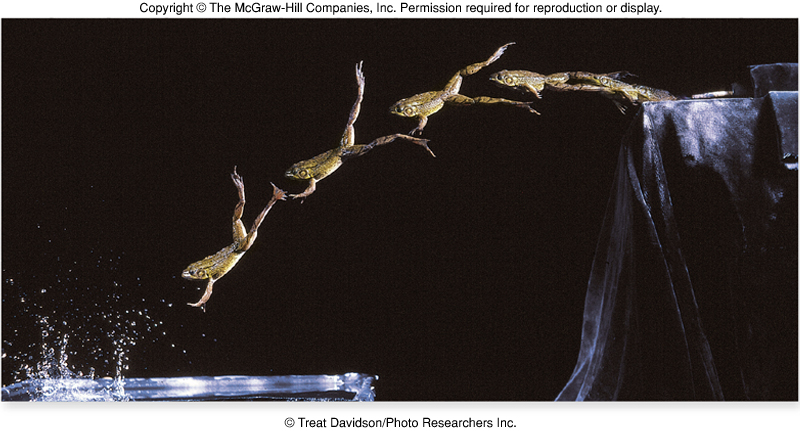 Copyright © The McGraw-Hill Companies, Inc. Permission required for reproduction or display.
© Treat Davidson/Photo Researchers Inc.